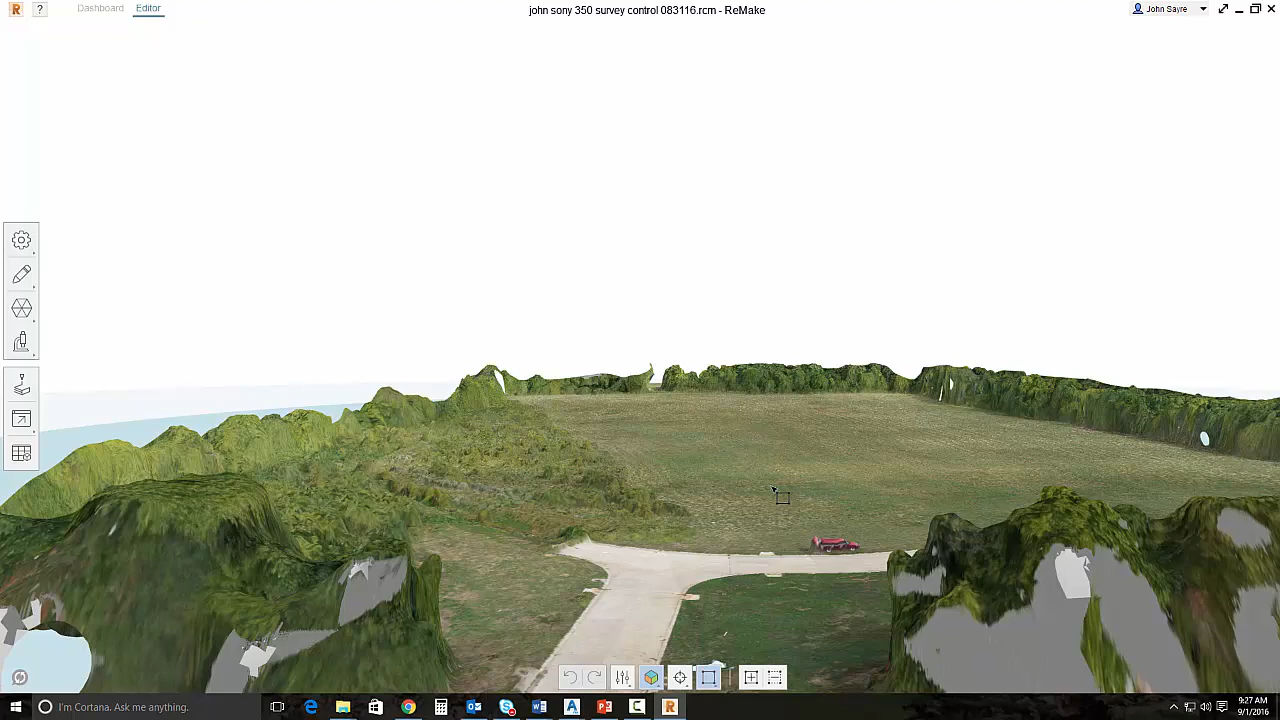 R ? Dashboard Editor john sony 350 survey control 083116.rcm - ReMake John Sayre
I'm Cortana. Ask me anything.
9:27 AM
9/1/2016